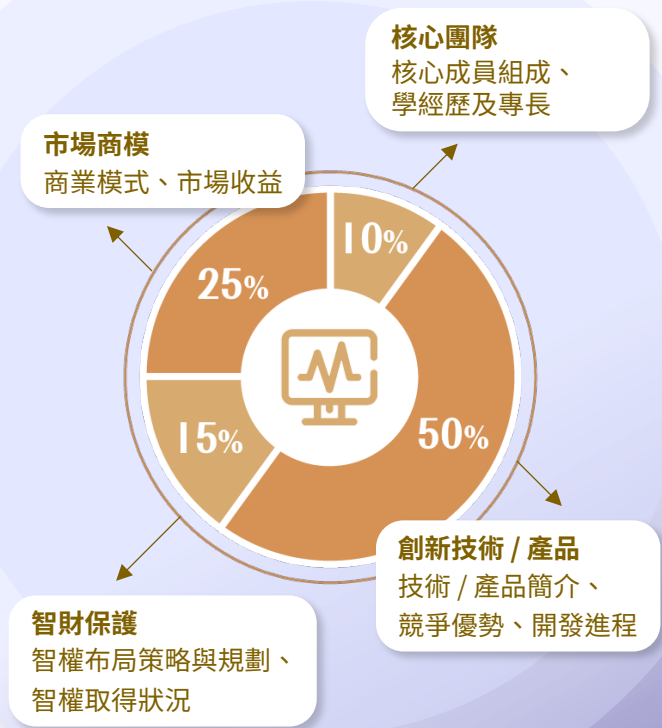 核心團隊
核心成員組成、
學經歷及專長
市場商模
商業模式、市場收益
10%
25%
50%
15%
創新技術 / 產品
技術 / 產品簡介、
競爭優勢、開發進程
智財保護
智權布局策略與規劃、
智權取得狀況